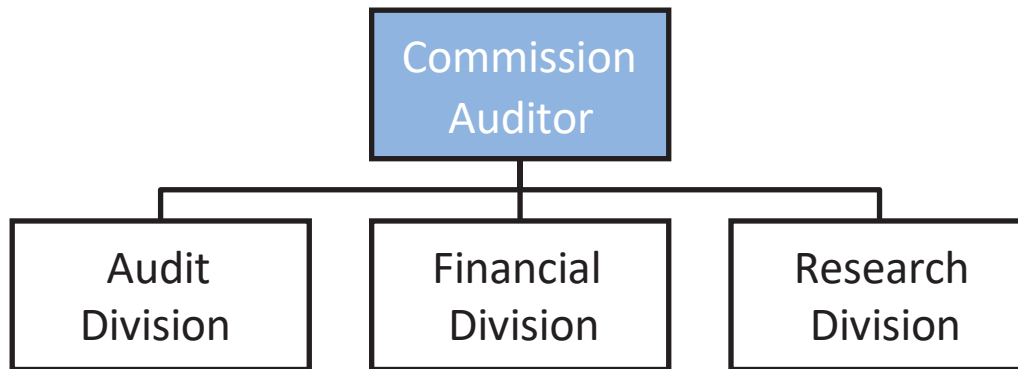 Commission
Auditor
Audit
Division
Financial
Division
Research
Division